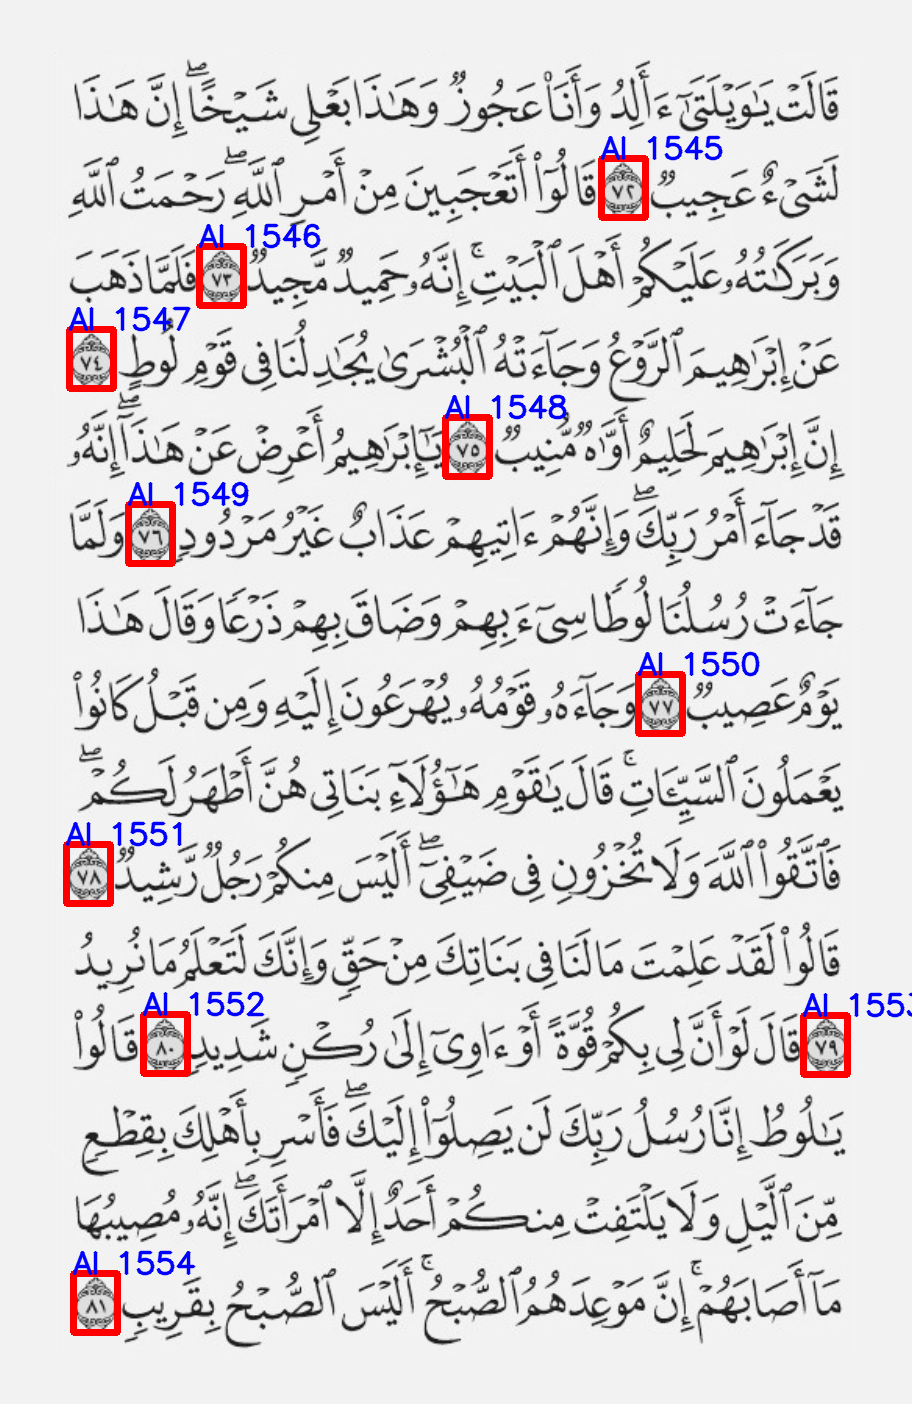 قَالَتْ يَٰوَيْلَتَىٰٓ ءَأَلِدُ وَأَنَا۠ عَجُوزٌ وَهَٰذَا بَعْلِى شَيْخًا ۖ إِنَّ هَٰذَا
AI 1545
لَشَىْءٌ عَجِيبٌ ٧٢ قَالُوٓا۟ أَتَعْجَبِينَ مِنْ أَمْرِ ٱللَّهِ ۖ رَحْمَتُ ٱللَّهِ
AI 1546
وَبَرَكَٰتُهُۥ عَلَيْكُمْ أَهْلَ ٱلْبَيْتِ ۚ إِنَّهُۥ حَمِيدٌ مَّجِيدٌ ٧٣ فَلَمَّا ذَهَبَ
AI 1547
عَنْ إِبْرَٰهِيمَ ٱلرَّوْعُ وَجَآءَتْهُ ٱلْبُشْرَىٰ يُجَٰدِلُنَا فِى قَوْمِ لُوطٍ ٧٤
AI 1548
إِنَّ إِبْرَٰهِيمَ لَحَلِيمٌ أَوَّٰهٌ مُّنِيبٌ ٧٥ يَٰٓإِبْرَٰهِيمُ أَعْرِضْ عَنْ هَٰذَآ ۖ إِنَّهُۥ
AI 1549
قَدْ جَآءَ أَمْرُ رَبِّكَ ۖ وَإِنَّهُمْ ءَاتِيهِمْ عَذَابٌ غَيْرُ مَرْدُودٍ ٧٦ وَلَمَّا
جَآءَتْ رُسُلُنَا لُوطًا سِىٓءَ بِهِمْ وَضَاقَ بِهِمْ ذَرْعًا وَقَالَ هَٰذَا
AI 1550
يَوْمٌ عَصِيبٌ ٧٧ وَجَآءَهُۥ قَوْمُهُۥ يُهْرَعُونَ إِلَيْهِ وَمِن قَبْلُ كَانُوا۟
يَعْمَلُونَ ٱلسَّيِّـَٔاتِ ۚ قَالَ يَٰقَوْمِ هَٰٓؤُلَآءِ بَنَاتِى هُنَّ أَطْهَرُ لَكُمْ ۖ
AI 1551
فَٱتَّقُوا۟ ٱللَّهَ وَلَا تُخْزُونِ فِى ضَيْفِىٓ ۖ أَلَيْسَ مِنكُمْ رَجُلٌ رَّشِيدٌ ٧٨
قَالُوا۟ لَقَدْ عَلِمْتَ مَا لَنَا فِى بَنَاتِكَ مِنْ حَقٍّ وَإِنَّكَ لَتَعْلَمُ مَا نُرِيدُ
AI 1553 AI 1552
٧٩ قَالَ لَوْ أَنَّ لِى بِكُمْ قُوَّةً أَوْ ءَاوِىٓ إِلَىٰ رُكْنٍ شَدِيدٍ ٨٠ قَالُوا۟
يَٰلُوطُ إِنَّا رُسُلُ رَبِّكَ لَن يَصِلُوٓا۟ إِلَيْكَ ۖ فَأَسْرِ بِأَهْلِكَ بِقِطْعٍ
مِّنَ ٱلَّيْلِ وَلَا يَلْتَفِتْ مِنكُمْ أَحَدٌ إِلَّا ٱمْرَأَتَكَ ۖ إِنَّهُۥ مُصِيبُهَا
AI 1554
مَآ أَصَابَهُمْ ۚ إِنَّ مَوْعِدَهُمُ ٱلصُّبْحُ ۚ أَلَيْسَ ٱلصُّبْحُ بِقَرِيبٍ ٨١